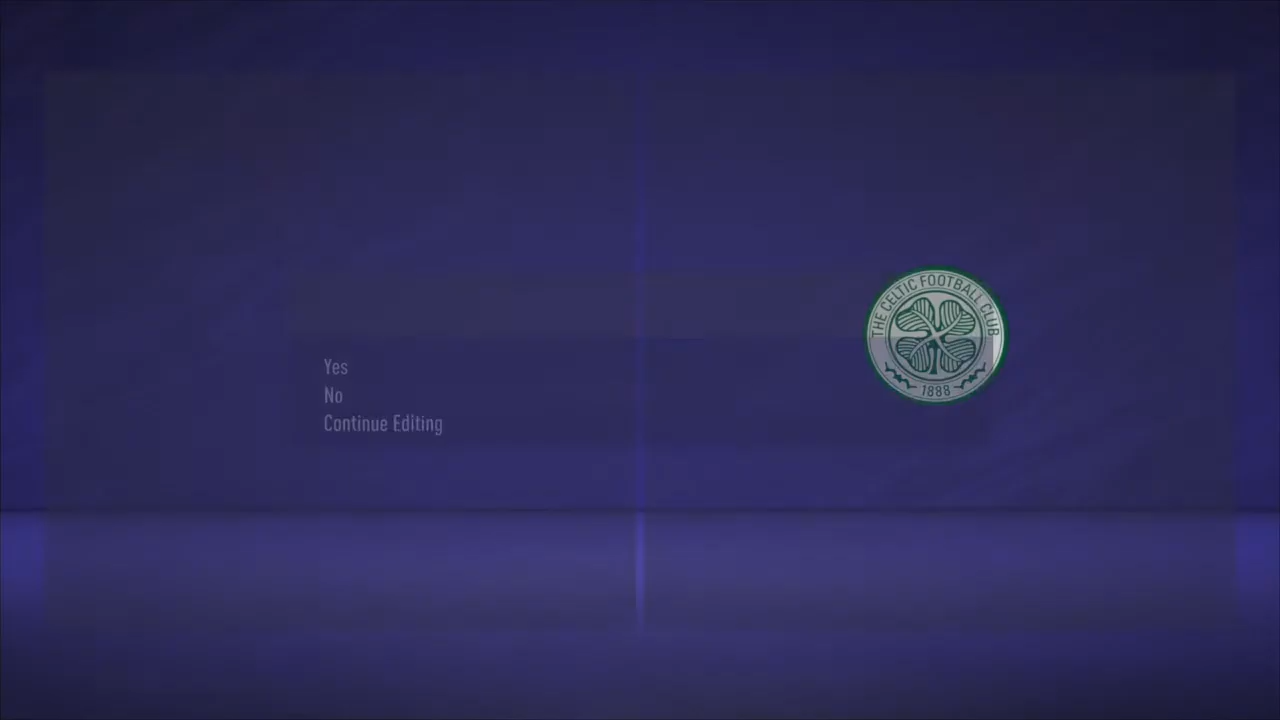 Yes
No
Continue Editing
THE CELTIC FOOTBALL CLUB
1888